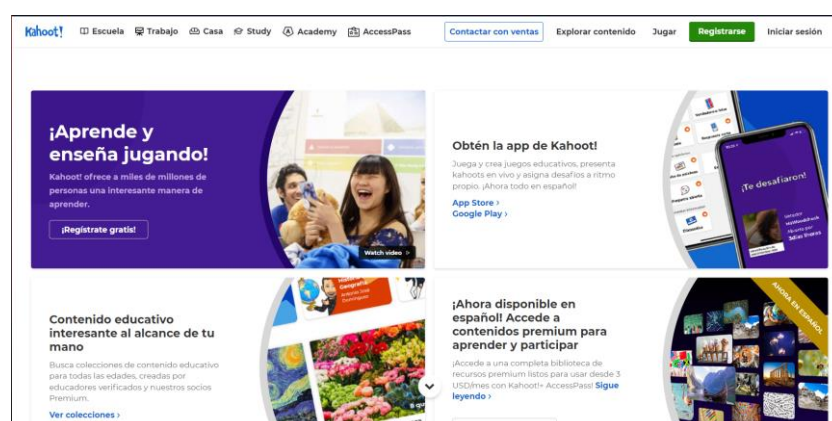 Kahoot! Escuela Trabajo Casa Study Academy AccessPass Contactar con ventas Explorar contenido Jugar Registrarse Iniciar sesión
¡Aprende y
enseña jugando!
Kahoot! ofrece a miles de millones de
personas una interesante manera de
aprender.
¡Regístrate gratis!
Watch video >
Obtén la app de Kahoot!
Juega y crea juegos educativos, presenta
kahoots en vivo y asigna desafíos a ritmo
propio. ¡Ahora todo en español!
App Store ›
Google Play ›
¡Te desafiaron!
Contenido educativo
interesante al alcance de tu
mano
Busca colecciones de contenido educativo
para todas las edades, creadas por
educadores verificados y nuestros socios
Premium.
Ver colecciones ›
Geografía
¡Ahora disponible en
español! Accede a
contenidos premium para
aprender y participar
¡Accede a una completa biblioteca de
recursos premium listos para usar desde 3
USD/mes con Kahoot!+ AccessPass! Sigue
leyendo ›
AHORA EN ESPAÑOL